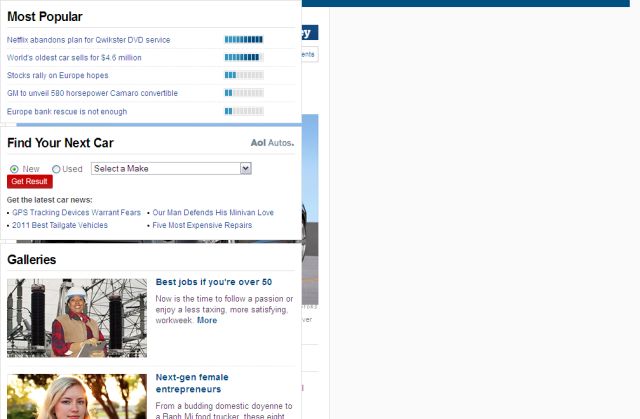 Most Popular
Netflix abandons plan for Qwikster DVD service
World's oldest car sells for $4.6 million
Stocks rally on Europe hopes
GM to unveil 580 horsepower Camaro convertible
Europe bank rescue is not enough
ey
ents
Find Your Next Car
Aol Autos.
New Used Select a Make
Get Result
Get the latest car news:
GPS Tracking Devices Warrant Fears • Our Man Defends His Minivan Love
2011 Best Tailgate Vehicles • Five Most Expensive Repairs
Galleries
Best jobs if you're over 50
Now is the time to follow a passion or
enjoy a less taxing, more satisfying,
workweek. More
ver
Next-gen female
entrepreneurs
From a budding domestic doyenne to
a Banh Mi food trucker, these eight